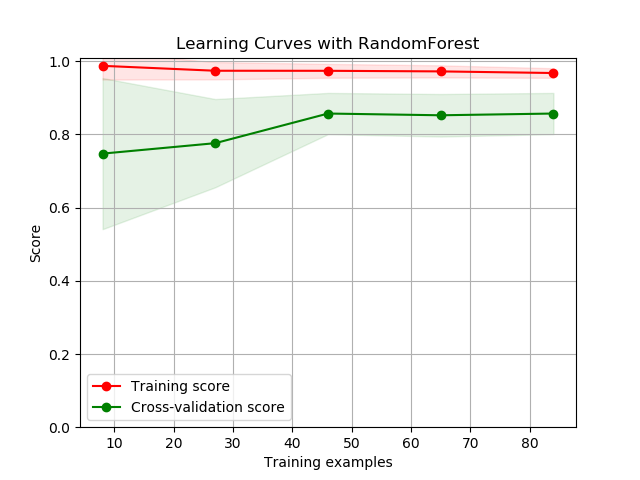 Learning Curves with RandomForest
1.0
0.8
0.6
0.4
0.2
0.0
Score
Training score
Cross-validation score
10 20 30 40 50 60 70 80
Training examples